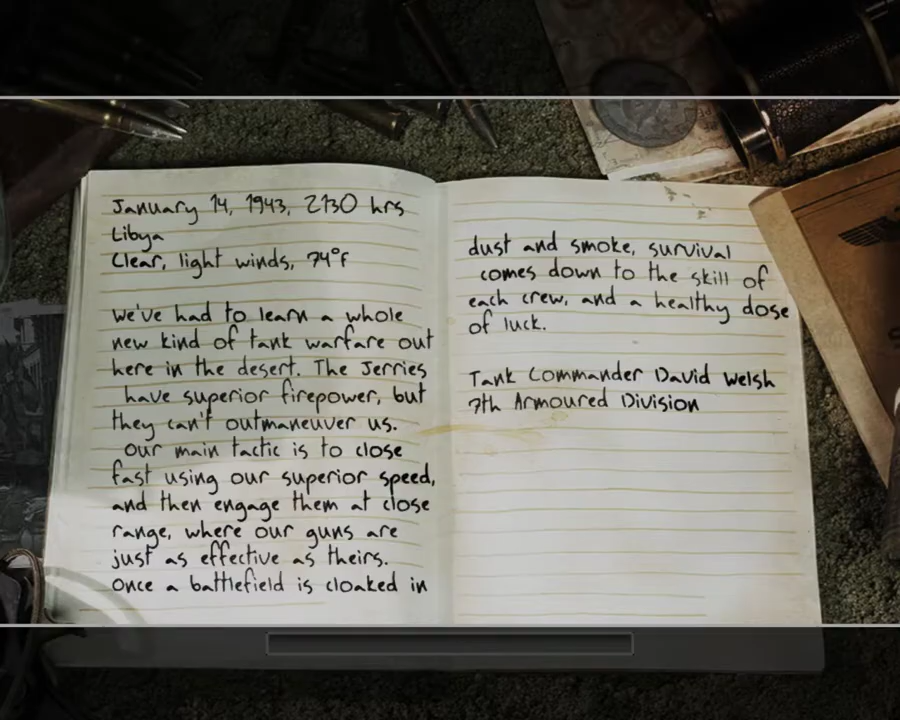 January 14, 1943, 2130 hrs
Libya
Clear, light winds, 74°F
We've had to learn a whole
new kind of tank warfare out
here in the desert. The Jerries
have superior firepower, but
they can't outmaneuver us.
Our main tactic is to close
fast using our superior speed,
and then engage them at close
range, where our guns are
just as effective as theirs.
Once a battlefield is cloaked in
dust and smoke, survival
comes down to the skill of
each crew, and a healthy dose
of luck.
Tank Commander David Welsh
7th Armoured Division